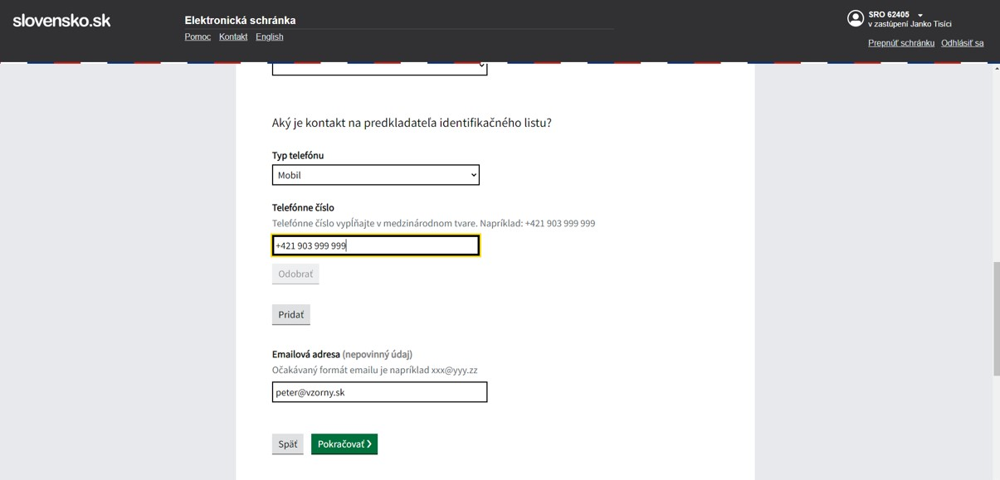 slovensko.sk
Elektronická schránka
Pomoc Kontakt English
SRO 62405
v zastúpení Janko Tisíci
Prepnúť schránku Odhlásiť sa
Aký je kontakt na predkladateľa identifikačného listu?
Typ telefónu
Mobil
Telefónne číslo
Telefónne číslo vypĺňajte v medzinárodnom tvare. Napríklad: +421 903 999 999
+421 903 999 999
Odobrať
Pridať
Emailová adresa (nepovinný údaj)
Očakávaný formát emailu je napríklad xxx@yyy.zz
peter@vzorny.sk
Späť Pokračovať